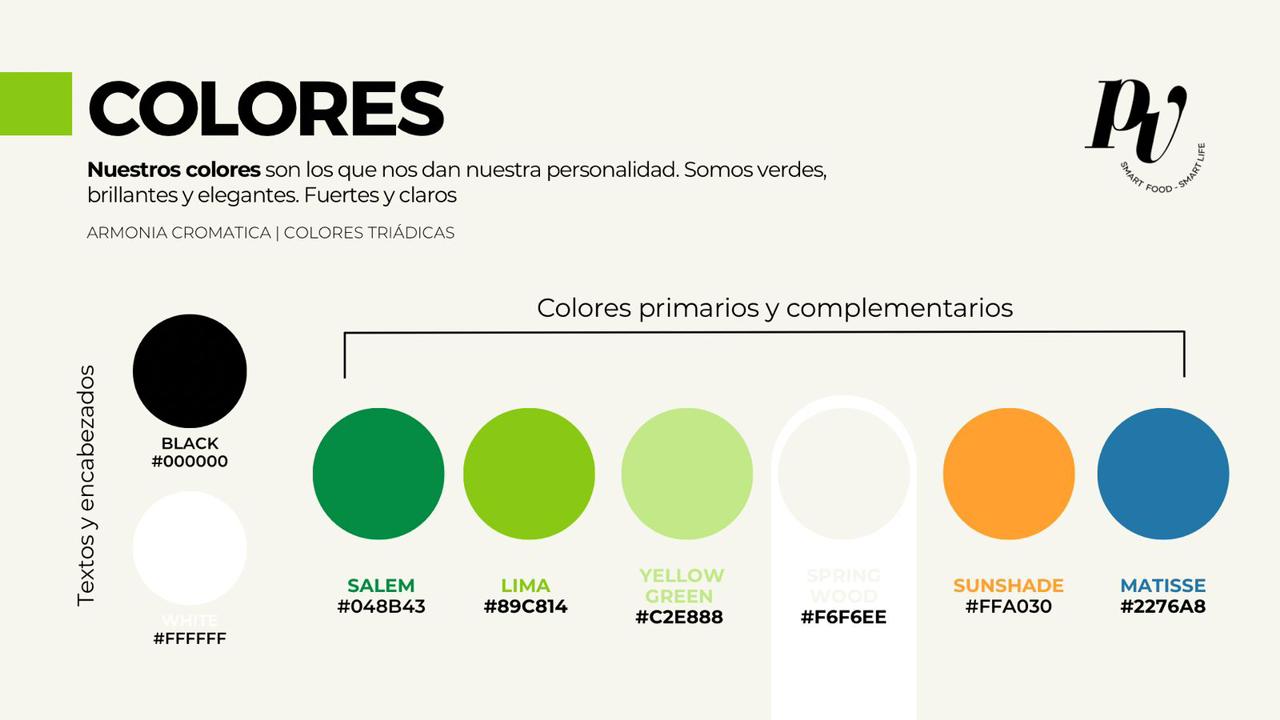 COLORES
Nuestros colores son los que nos dan nuestra personalidad. Somos verdes,
brillantes y elegantes. Fuertes y claros
ARMONIA CROMATICA | COLORES TRIÁDICAS
pv
SMART FOOD - SMART LIFE
Colores primarios y complementarios
Textos y encabezados
BLACK
#000000
WHITE
#FFFFFF
SALEM
#048B43
LIMA
#89C814
YELLOW
GREEN
#C2E888
SPRING
WOOD
#F6F6EE
SUNSHADE
#FFA030
MATISSE
#2276A8